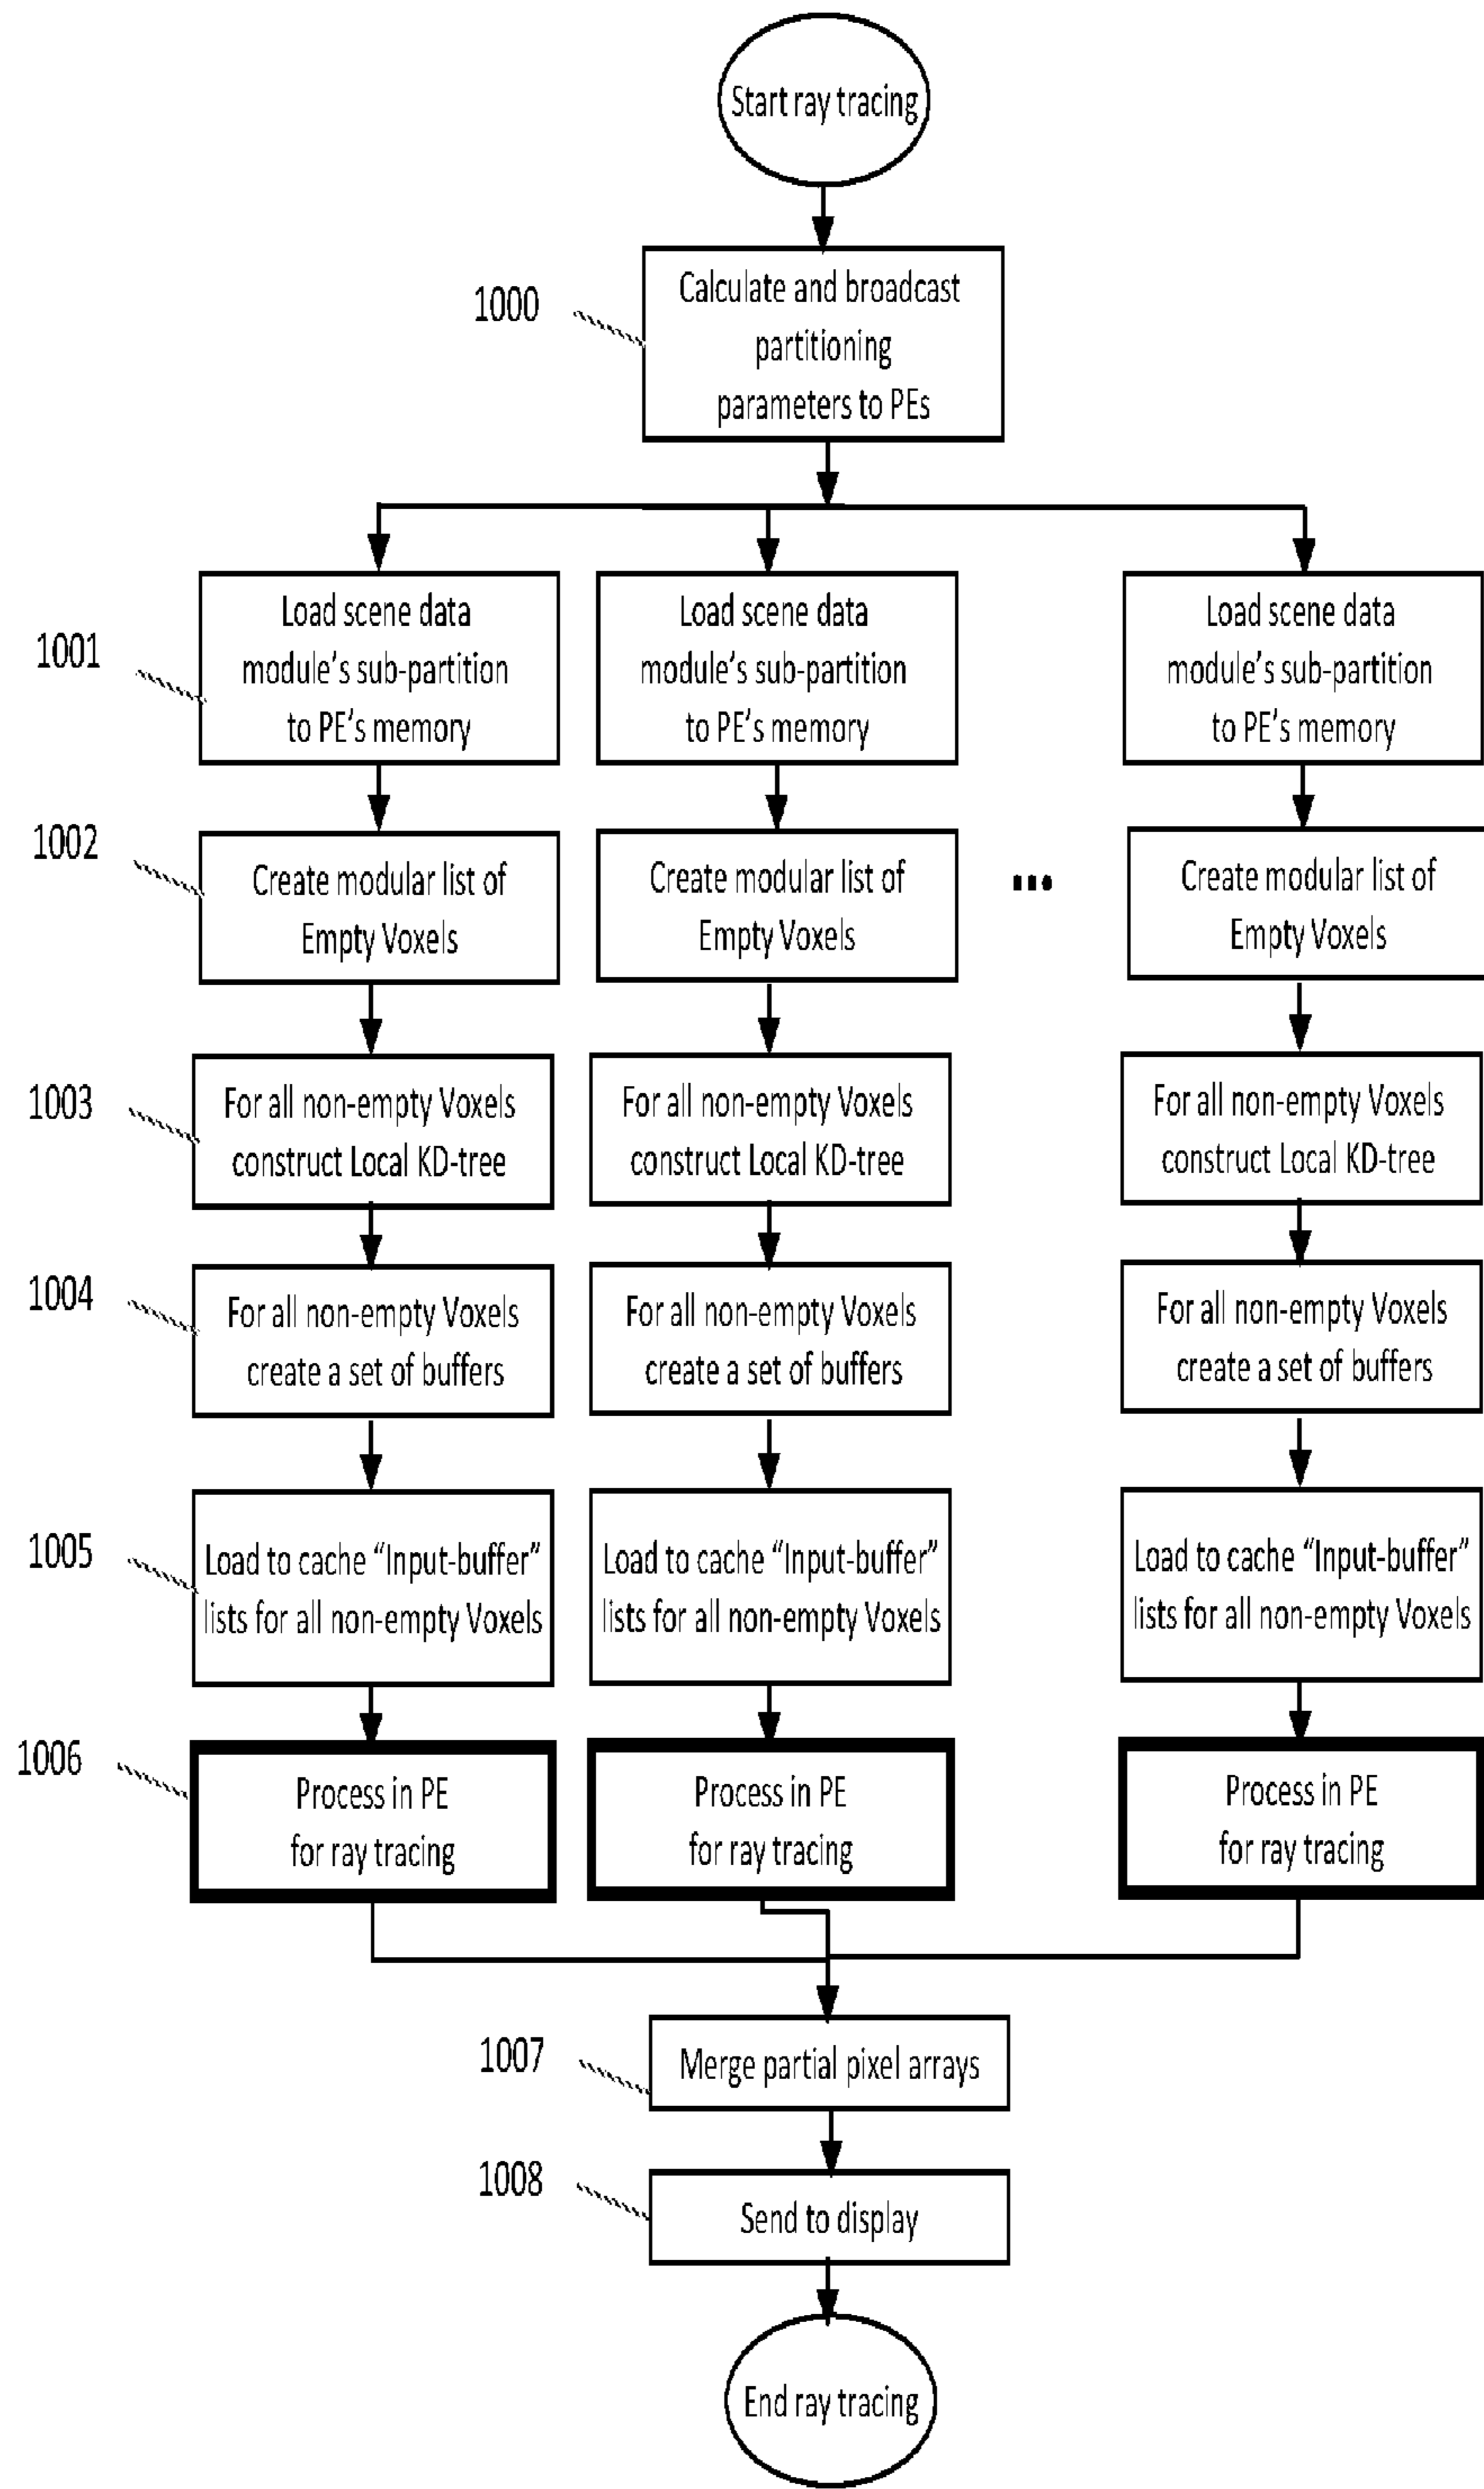 Start ray tracing
1000
Calculate and broadcast
partitioning
parameters to PEs
1001
Load scene data
module's sub-partition
to PE's memory
Load scene data
module's sub-partition
to PE's memory
Load scene data
module's sub-partition
to PE's memory
1002
Create modular list of
Empty Voxels
Create modular list of
Empty Voxels
...
Create modular list of
Empty Voxels
1003
For all non-empty Voxels
construct Local KD-tree
For all non-empty Voxels
construct Local KD-tree
For all non-empty Voxels
construct Local KD-tree
1004
For all non-empty Voxels
create a set of buffers
For all non-empty Voxels
create a set of buffers
For all non-empty Voxels
create a set of buffers
1005
Load to cache “Input-buffer”
lists for all non-empty Voxels
Load to cache “Input-buffer”
lists for all non-empty Voxels
Load to cache “Input-buffer”
lists for all non-empty Voxels
1006
Process in PE
for ray tracing
Process in PE
for ray tracing
Process in PE
for ray tracing
1007
Merge partial pixel arrays
1008
Send to display
End ray tracing